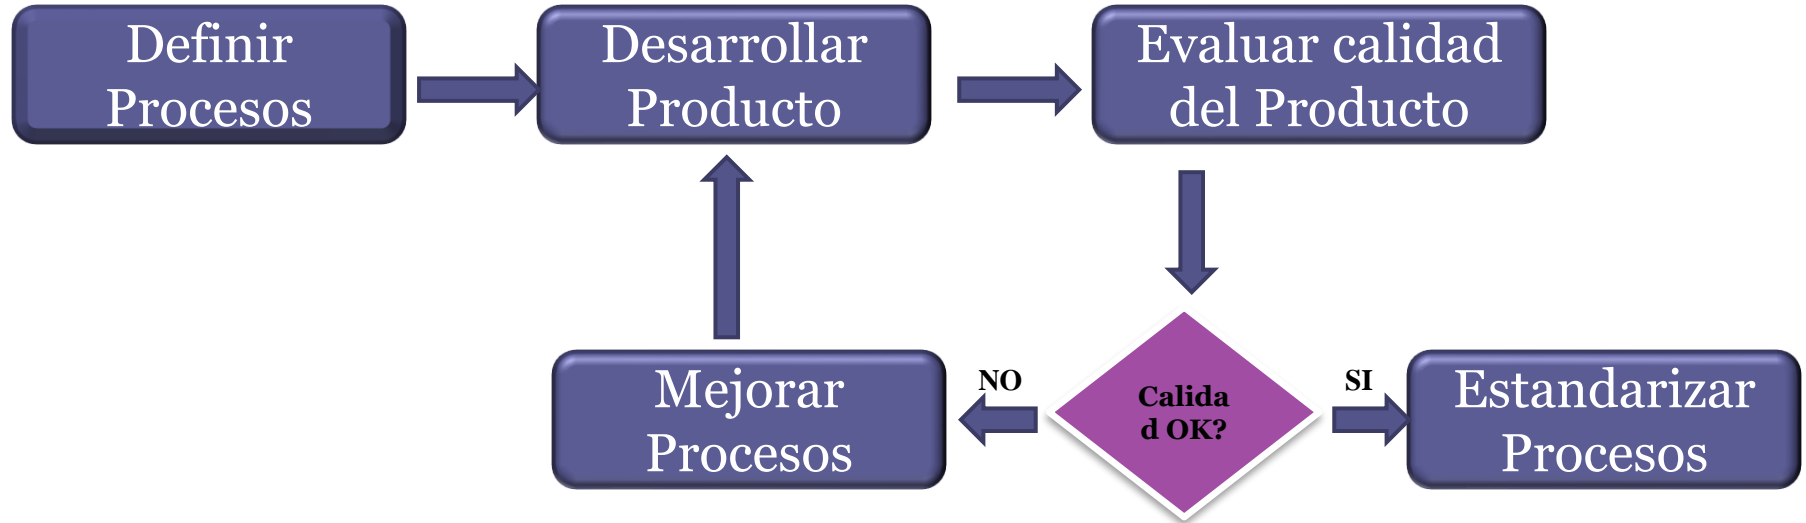 Definir
Procesos
Desarrollar
Producto
Evaluar calidad
del Producto
Mejorar
Procesos
NO
Calida
d OK?
SI
Estandarizar
Procesos